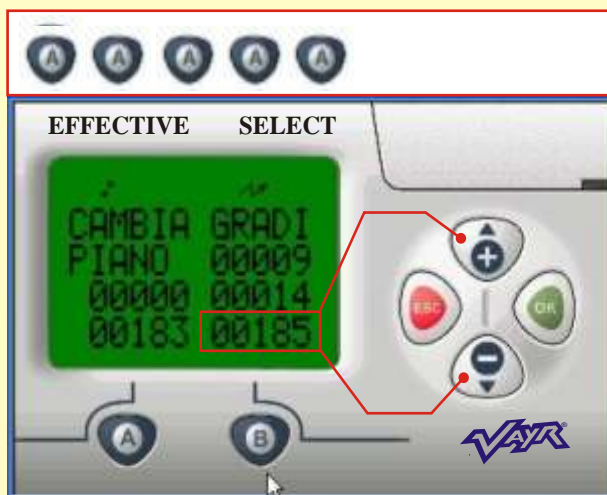 A A A A A
EFFECTIVE SELECT
CAMBIA GRADI
PIANO 00009
00000 00014
00183 00185
ESC OK
A B
VAYR®